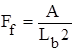 F_f = A / L_b^2